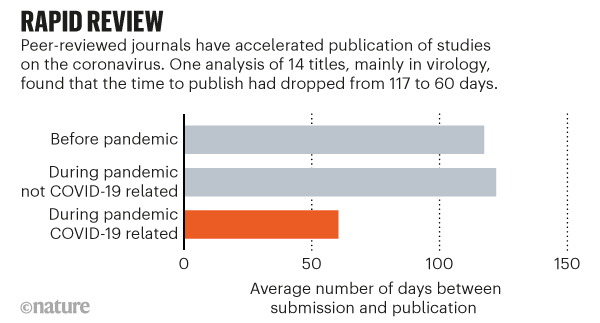 RAPID REVIEW
Peer-reviewed journals have accelerated publication of studies
on the coronavirus. One analysis of 14 titles, mainly in virology,
found that the time to publish had dropped from 117 to 60 days.
Before pandemic
During pandemic
not COVID-19 related
During pandemic
COVID-19 related
0 50 100 150
Average number of days between
submission and publication
©nature